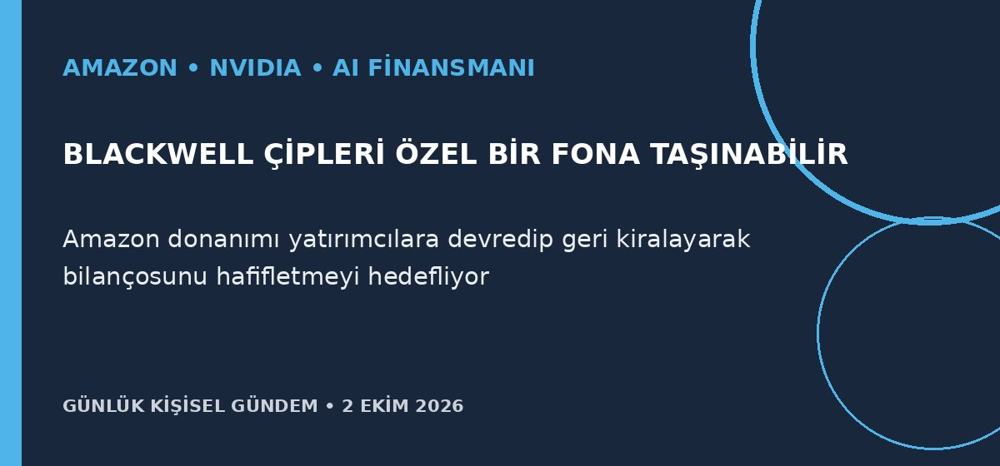 AMAZON • NVIDIA • AI FİNANSMANI
BLACKWELL ÇİPLERİ ÖZEL BİR FONA TAŞINABİLİR
Amazon donanımı yatırımcılara devredip geri kiralayarak
bilançosunu hafifletmeyi hedefliyor
GÜNLÜK KİŞİSEL GÜNDEM • 2 EKİM 2026